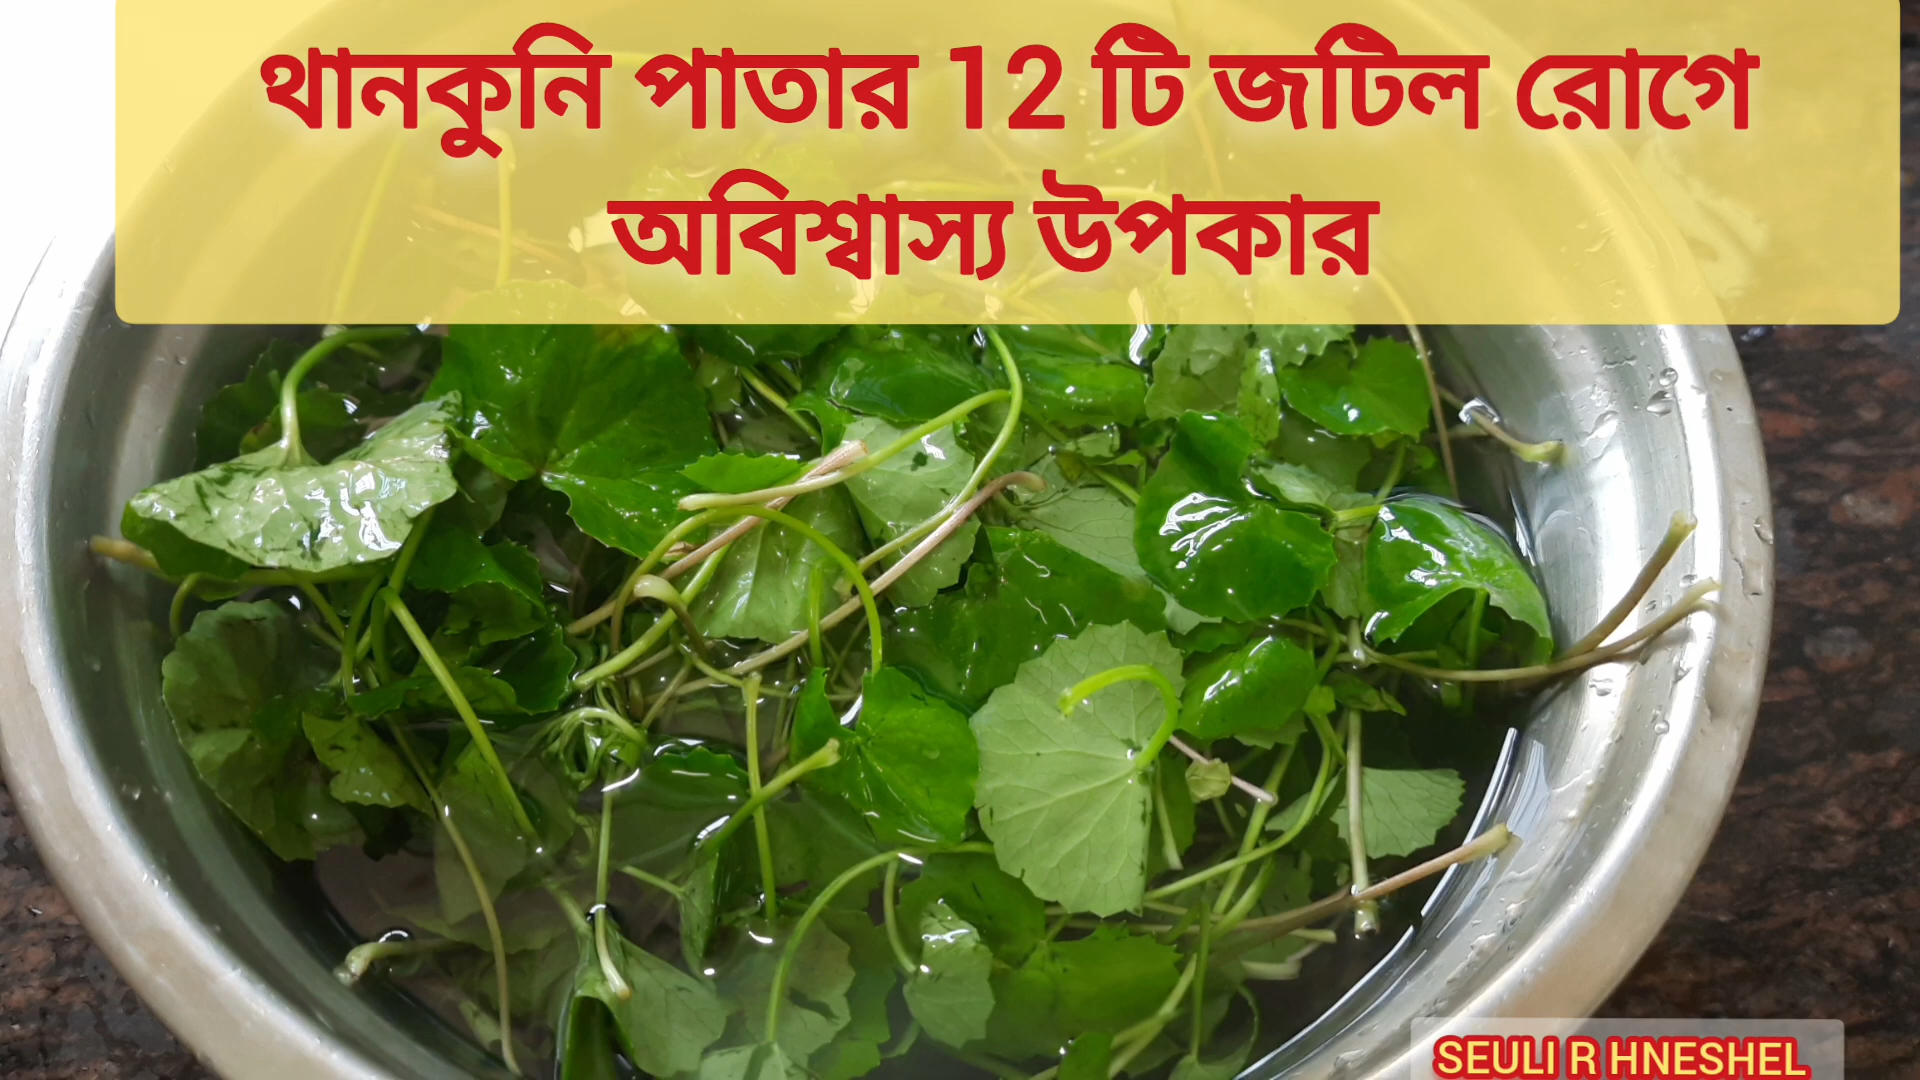 থানকুনি পাতার 12 টি জটিল রোগে
অবিশ্বাস্য উপকার
SEULI R HNESHEL